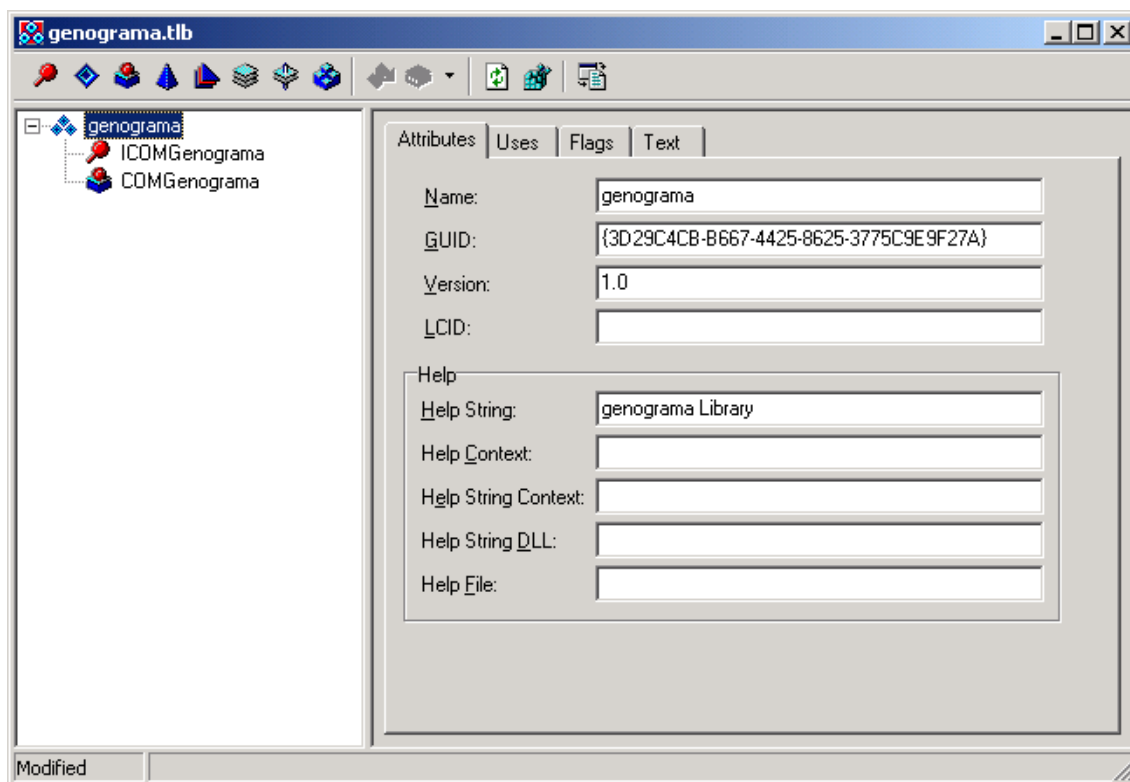 genograma.tlb
genograma
ICOMGenograma
COMGenograma
Attributes Uses Flags Text
Name: genograma
GUID: {3D29C4CB-B667-4425-8625-3775C9E9F27A}
Version: 1.0
LCID:
Help
Help String: genograma Library
Help Context:
Help String Context:
Help String DLL:
Help File:
Modified